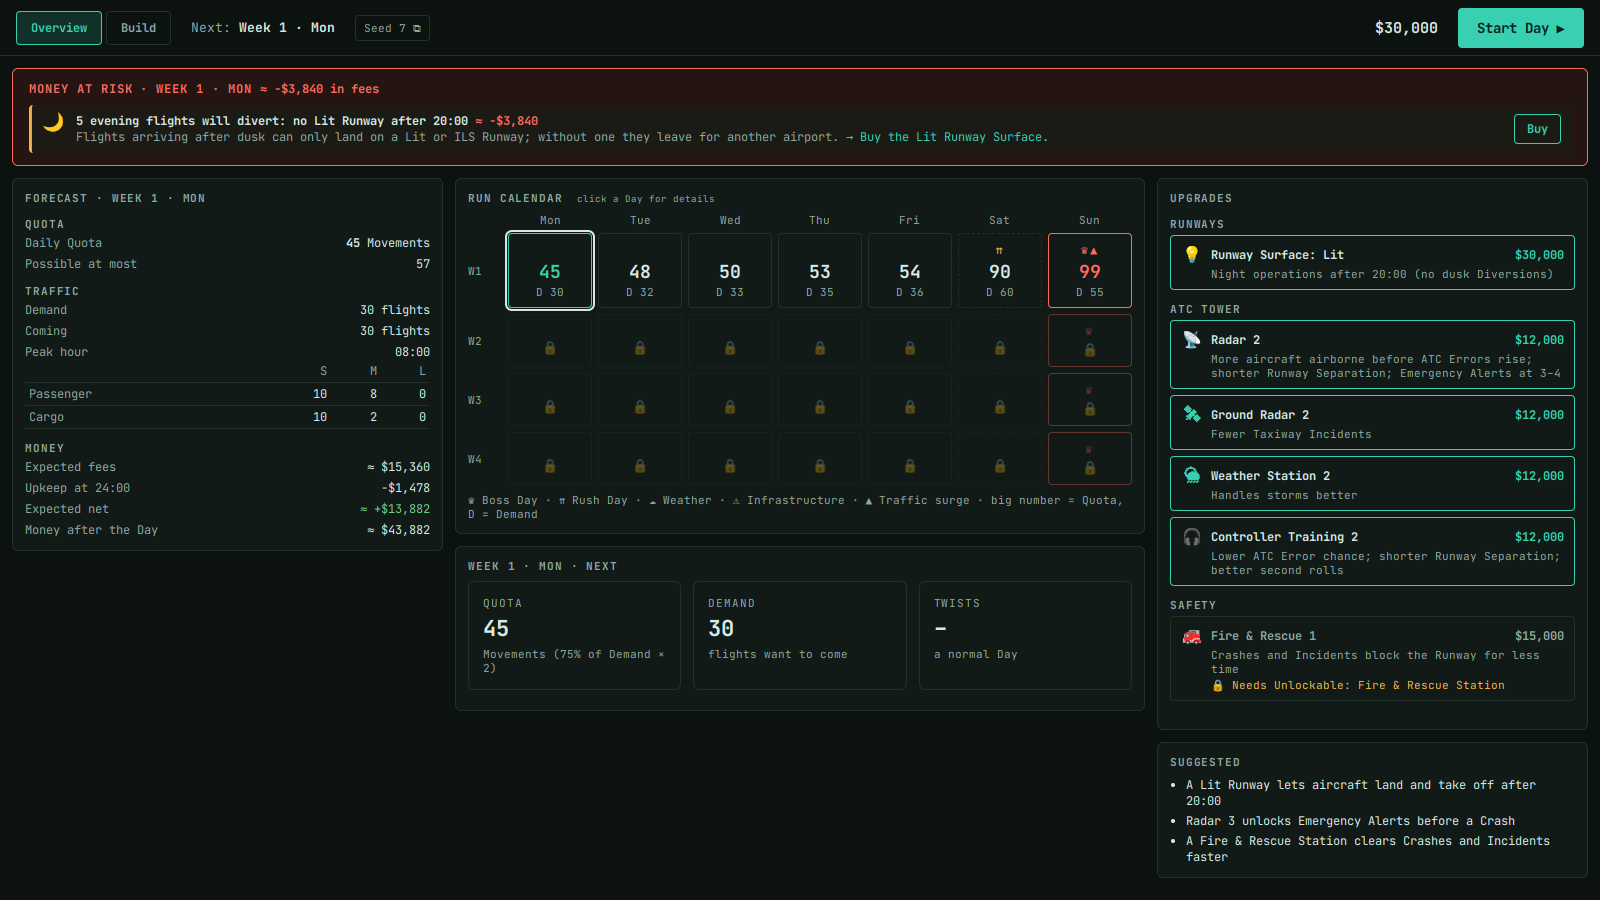 Overview
Build
Next: Week 1 · Mon
Seed 7 ⧉
$30,000
Start Day ▶
MONEY AT RISK · WEEK 1 · MON ≈ -$3,840 in fees
5 evening flights will divert: no Lit Runway after 20:00 ≈ -$3,840
Flights arriving after dusk can only land on a Lit or ILS Runway; without one they leave for another airport. → Buy the Lit Runway Surface.
Buy
FORECAST · WEEK 1 · MON
QUOTA
Daily Quota 45 Movements
Possible at most 57
TRAFFIC
Demand 30 flights
Coming 30 flights
Peak hour 08:00
S M L
Passenger 10 8 0
Cargo 10 2 0
MONEY
Expected fees ≈ $15,360
Upkeep at 24:00 -$1,478
Expected net ≈ +$13,882
Money after the Day ≈ $43,882
RUN CALENDAR click a Day for details
Mon Tue Wed Thu Fri Sat Sun
⇈ ♛▲
W1 45 48 50 53 54 90 99
D 30 D 32 D 33 D 35 D 36 D 60 D 55
W2
W3
W4
♛ Boss Day · ⇈ Rush Day · ☁ Weather · ⚠ Infrastructure · ▲ Traffic surge · big number = Quota,
D = Demand
WEEK 1 · MON · NEXT
QUOTA
45
Movements (75% of Demand ×
2)
DEMAND
30
flights want to come
TWISTS
—
a normal Day
UPGRADES
RUNWAYS
Runway Surface: Lit $30,000
Night operations after 20:00 (no dusk Diversions)
ATC TOWER
Radar 2 $12,000
More aircraft airborne before ATC Errors rise;
shorter Runway Separation; Emergency Alerts at 3–4
Ground Radar 2 $12,000
Fewer Taxiway Incidents
Weather Station 2 $12,000
Handles storms better
Controller Training 2 $12,000
Lower ATC Error chance; shorter Runway Separation;
better second rolls
SAFETY
Fire & Rescue 1 $15,000
Crashes and Incidents block the Runway for less
time
🔒 Needs Unlockable: Fire & Rescue Station
SUGGESTED
• A Lit Runway lets aircraft land and take off after
20:00
• Radar 3 unlocks Emergency Alerts before a Crash
• A Fire & Rescue Station clears Crashes and Incidents
faster